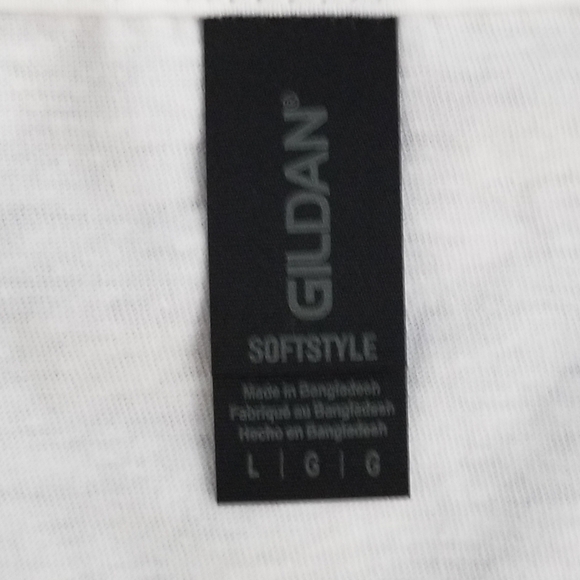 GILDAN®
SOFTSTYLE
Made in Bangladesh
Fabriqué au Bangladesh
Hecho en Bangladesh
L | G | G